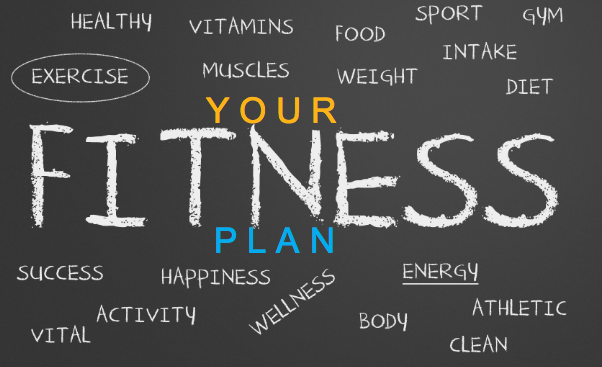 HEALTHY VITAMINS FOOD SPORT GYM
INTAKE
EXERCISE MUSCLES WEIGHT DIET
YOUR
FITNESS
PLAN
SUCCESS HAPPINESS WELLNESS ENERGY
ACTIVITY BODY ATHLETIC
VITAL CLEAN